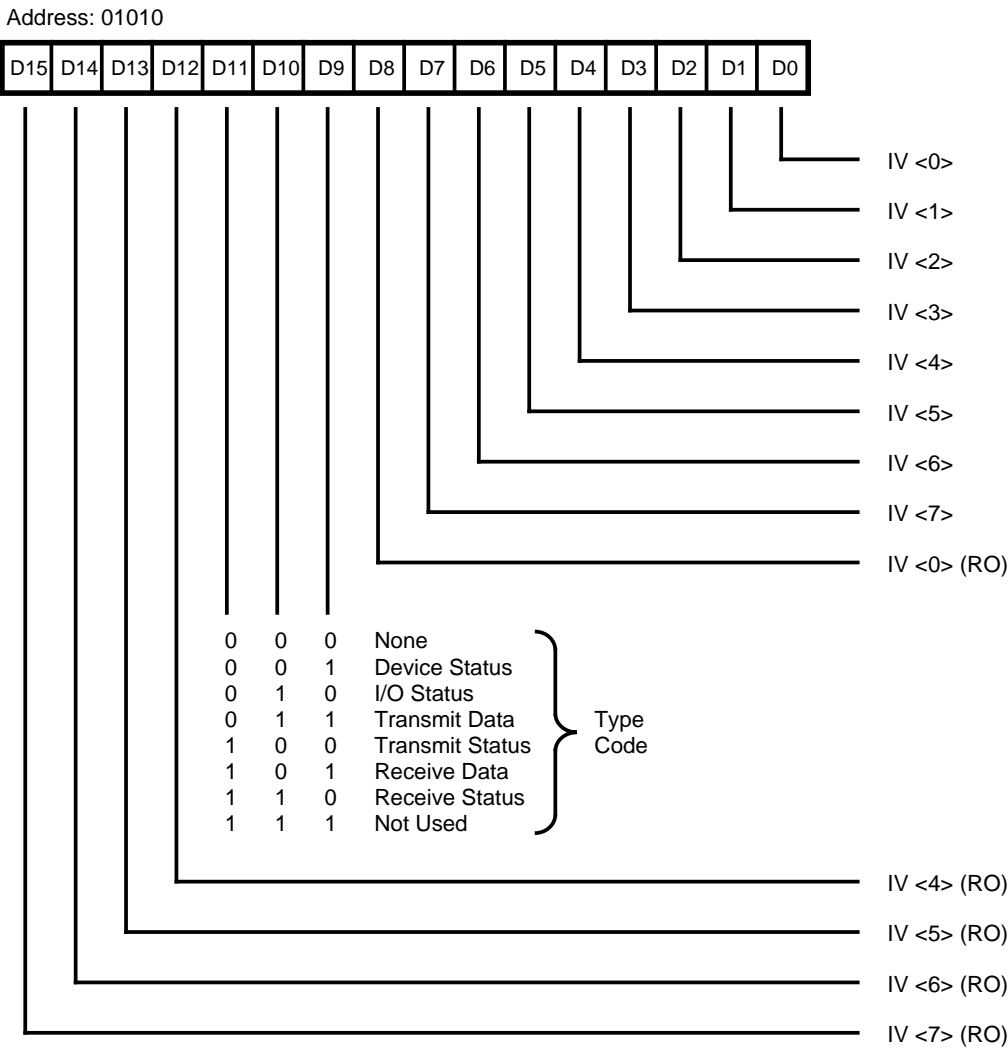 Address: 01010
D15 D14 D13 D12 D11 D10 D9 D8 D7 D6 D5 D4 D3 D2 D1 D0
IV <0>
IV <1>
IV <2>
IV <3>
IV <4>
IV <5>
IV <6>
IV <7>
IV <0> (RO)
0 0 0 None
0 0 1 Device Status
0 1 0 I/O Status
0 1 1 Transmit Data
1 0 0 Transmit Status
1 0 1 Receive Data
1 1 0 Receive Status
1 1 1 Not Used
Type
Code
IV <4> (RO)
IV <5> (RO)
IV <6> (RO)
IV <7> (RO)